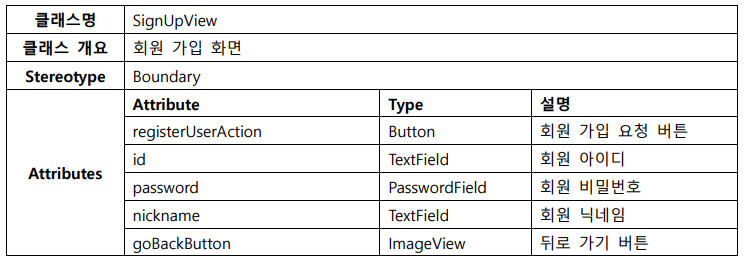 클래스명 SignUpView
클래스 개요 회원 가입 화면
Stereotype Boundary
Attributes
Attribute Type 설명
registerUserAction Button 회원 가입 요청 버튼
id TextField 회원 아이디
password PasswordField 회원 비밀번호
nickname TextField 회원 닉네임
goBackButton ImageView 뒤로 가기 버튼